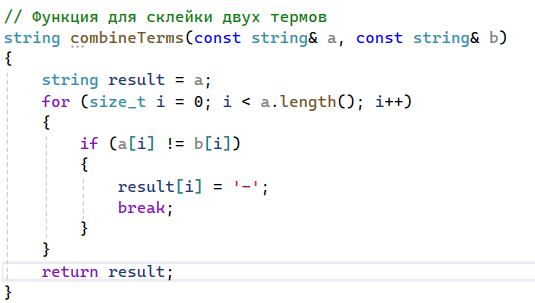 // Функция для склейки двух термов
string combineTerms(const string& a, const string& b)
{
    string result = a;
    for (size_t i = 0; i < a.length(); i++)
    {
        if (a[i] != b[i])
        {
            result[i] = '-';
            break;
        }
    }
    return result;
}